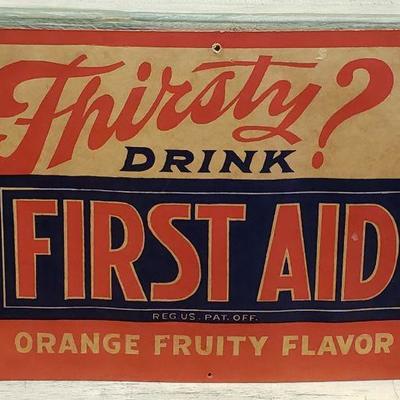 Thirsty?
DRINK
FIRST AID
REG US. PAT. OFF.
ORANGE FRUITY FLAVOR